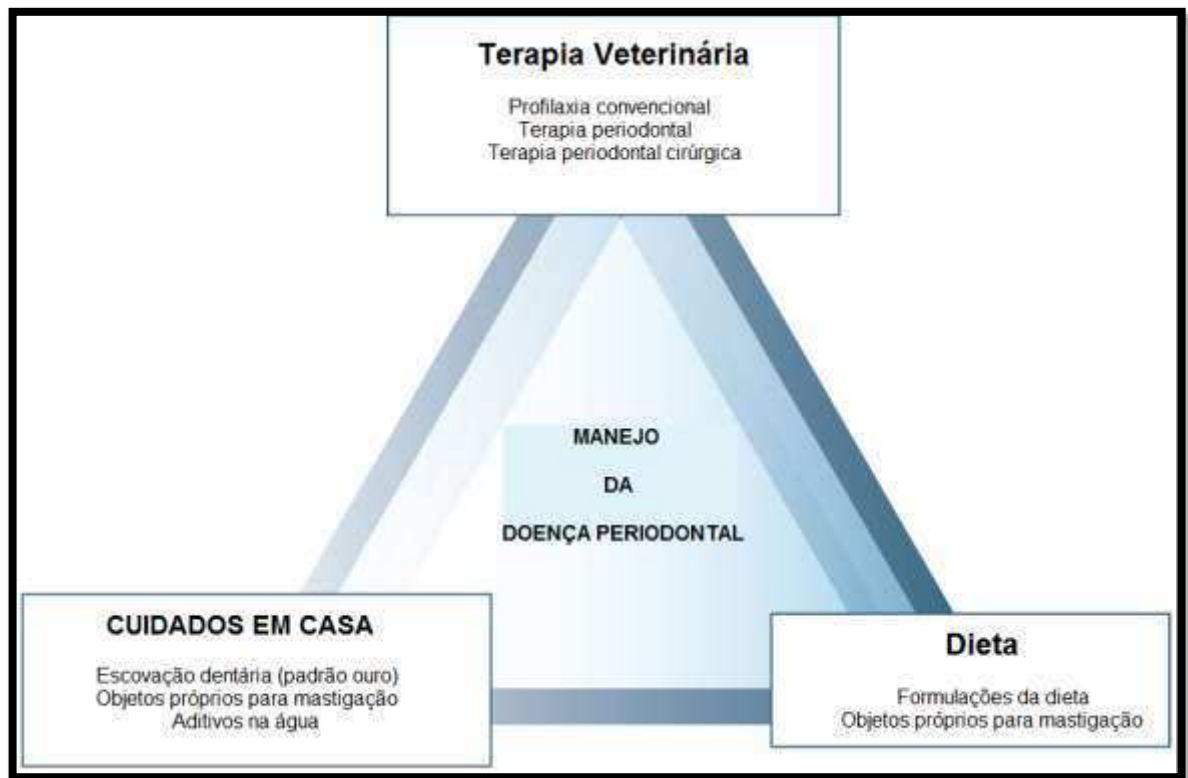 Terapia Veterinária
Profilaxia convencional
Terapia periodontal
Terapia periodontal cirúrgica
MANEJO
DA
DOENÇA PERIODONTAL
CUIDADOS EM CASA
Escovação dentária (padrão ouro)
Objetos próprios para mastigação
Aditivos na água
Dieta
Formulações da dieta
Objetos próprios para mastigação